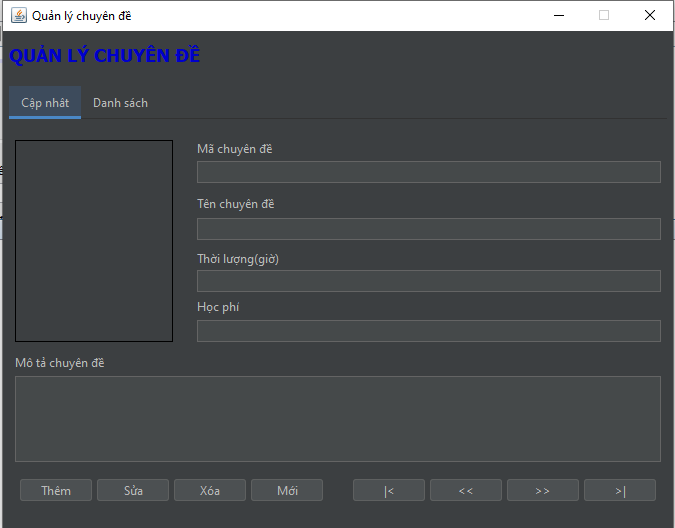 Quản lý chuyên đề
QUẢN LÝ CHUYÊN ĐỀ
Cập nhât Danh sách
Mã chuyên đề
Tên chuyên đề
Thời lượng(giờ)
Học phí
Mô tả chuyên đề
Thêm Sửa Xóa Mới |< << >> >|